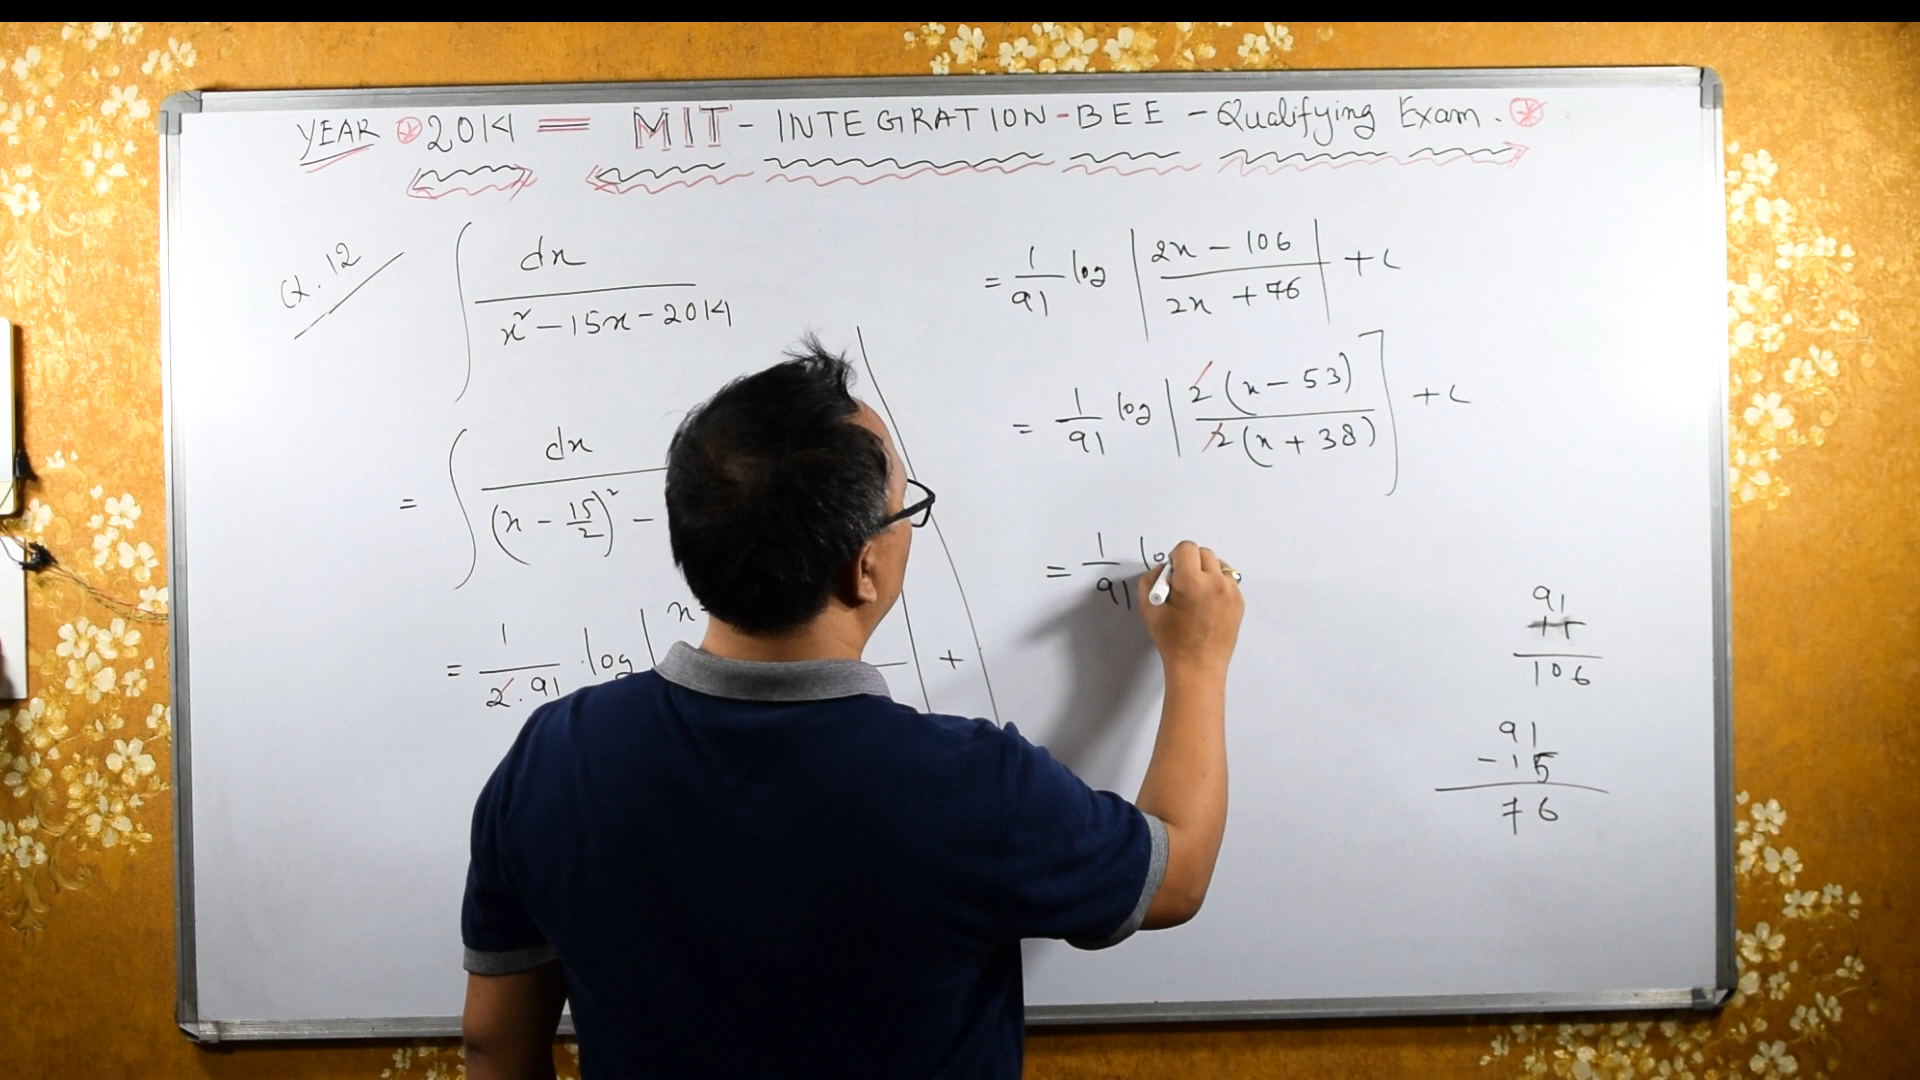 YEAR 2014 = MIT - INTEGRATION - BEE - Qualifying Exam.
Q. 12
∫ dx / (x² - 15x - 2014)
= ∫ dx / (x - 15/2)² -
= 1/(2.91) . log | x
+
= 1/91 log | (2x - 106) / (2x + 76) | + c
= 1/91 log | 2(x - 53) / 2(x + 38) ] + c
= 1/91 lo
91
106
91
- 15
76